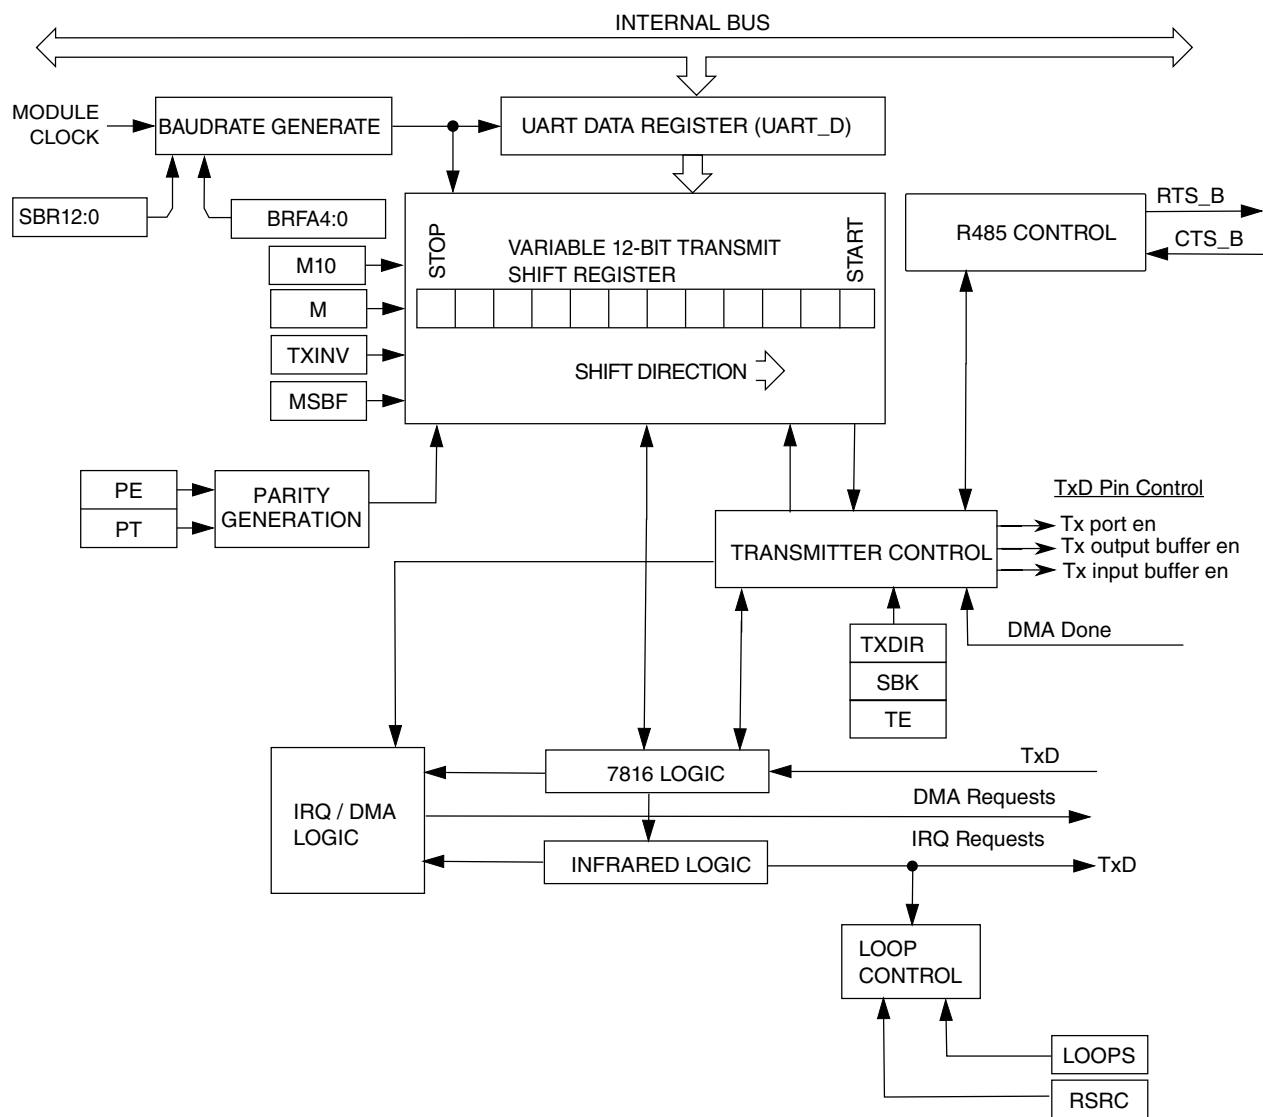 INTERNAL BUS
MODULE
CLOCK
BAUDRATE GENERATE
UART DATA REGISTER (UART_D)
SBR12:0
BRFA4:0
STOP
VARIABLE 12-BIT TRANSMIT
SHIFT REGISTER
START
R485 CONTROL
RTS_B
CTS_B
M10
M
TXINV
MSBF
SHIFT DIRECTION
PE
PT
PARITY
GENERATION
TRANSMITTER CONTROL
TxD Pin Control
Tx port en
Tx output buffer en
Tx input buffer en
DMA Done
TXDIR
SBK
TE
IRQ / DMA
LOGIC
7816 LOGIC
TxD
DMA Requests
IRQ Requests
INFRARED LOGIC
TxD
LOOP
CONTROL
LOOPS
RSRC